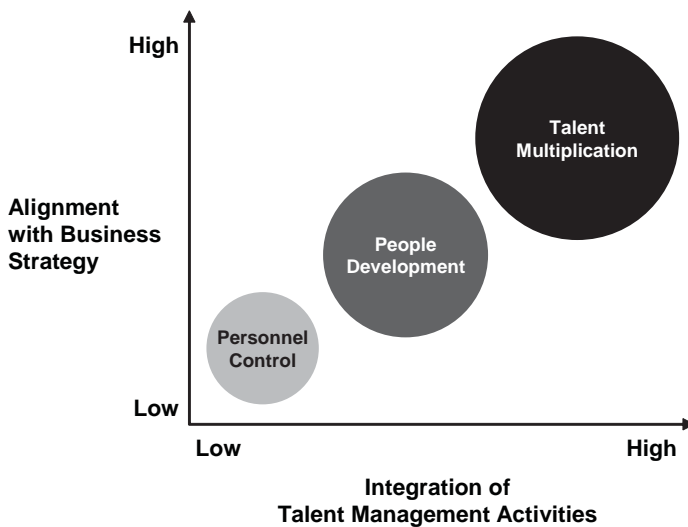 High
Talent
Multiplication
Alignment
with Business
Strategy
People
Development
Personnel
Control
Low
Low
High
Integration of
Talent Management Activities